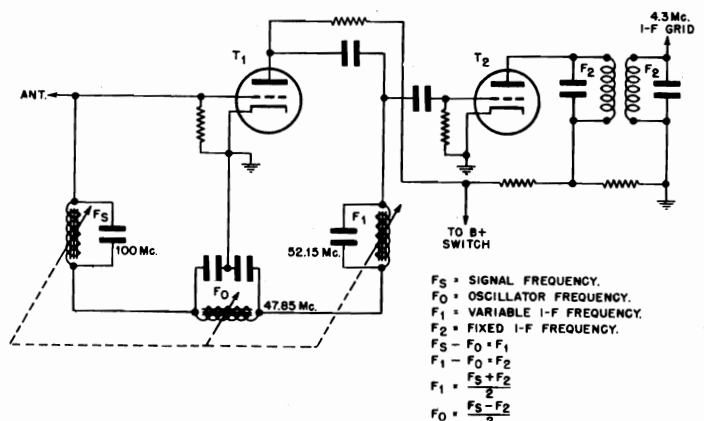 4.3 Mc.
I-F GRID
T1
T2
ANT.
F2
F2
FS
100 Mc.
F1
52.15 Mc.
FO
47.85 Mc.
TO B+
SWITCH
FS = SIGNAL FREQUENCY.
FO = OSCILLATOR FREQUENCY.
F1 = VARIABLE I-F FREQUENCY.
F2 = FIXED I-F FREQUENCY.
FS - FO = F1
F1 - FO = F2
F1 = FS+F2
2
FO = FS-F2
2